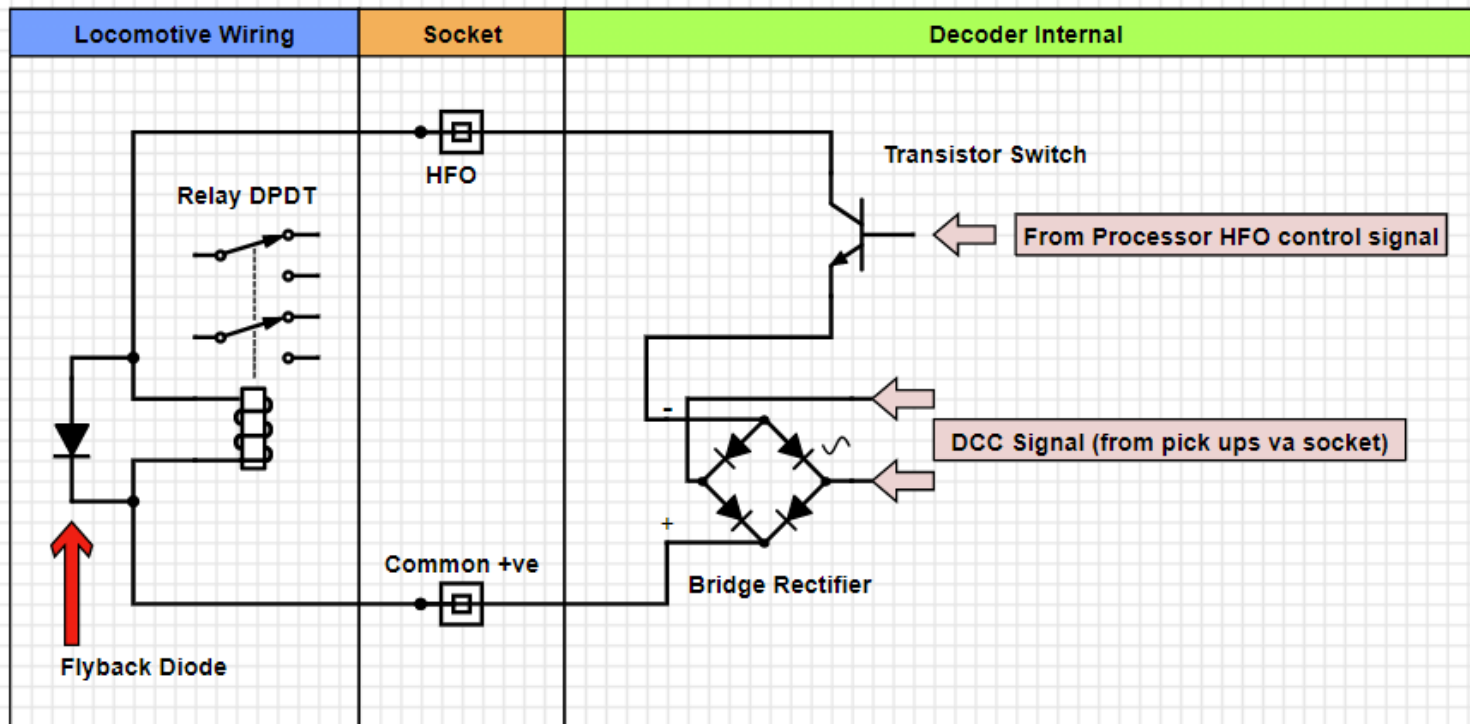 Locomotive Wiring
Socket
Decoder Internal
HFO
Transistor Switch
Relay DPDT
From Processor HFO control signal
-
DCC Signal (from pick ups va socket)
+
Common +ve
Bridge Rectifier
Flyback Diode